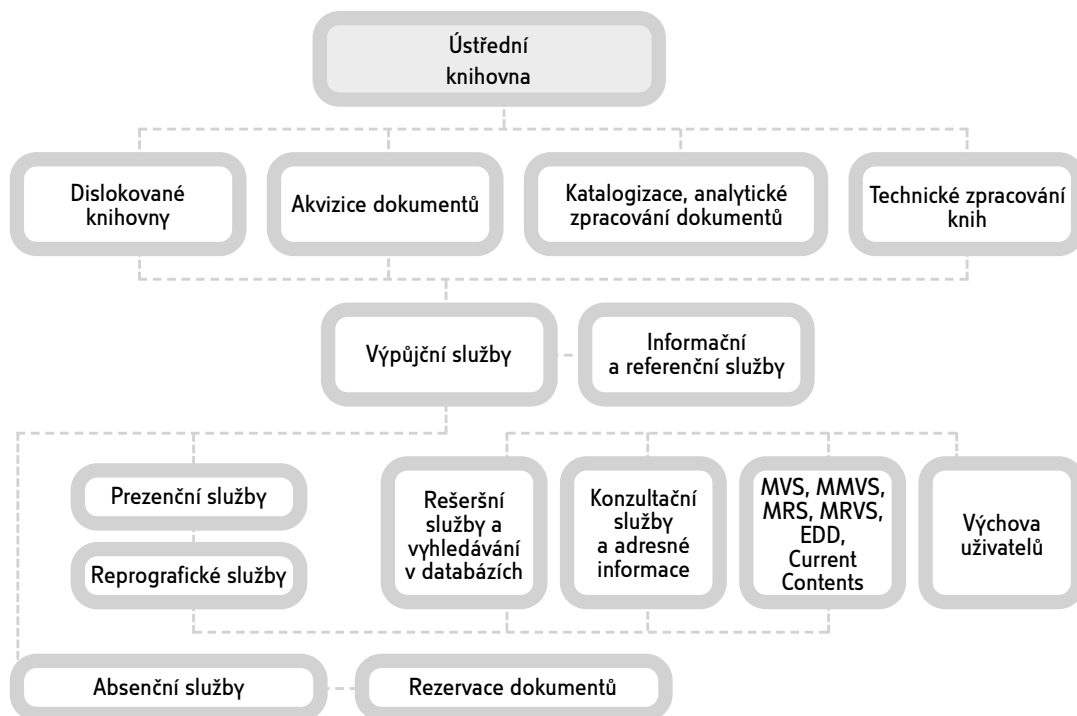 Ústřední
knihovna
Dislokované
knihovny
Akvizice dokumentů
Katalogizace, analytické
zpracování dokumentů
Technické zpracování
knih
Výpůjční služby
Informační
a referenční služby
Prezenční služby
Reprografické služby
Rešeršní
služby a
vyhledávání
v databázích
Konzultační
služby
a adresné
informace
MVS, MMVS,
MRS, MRVS,
EDD,
Current
Contents
Výchova
uživatelů
Absenční služby
Rezervace dokumentů